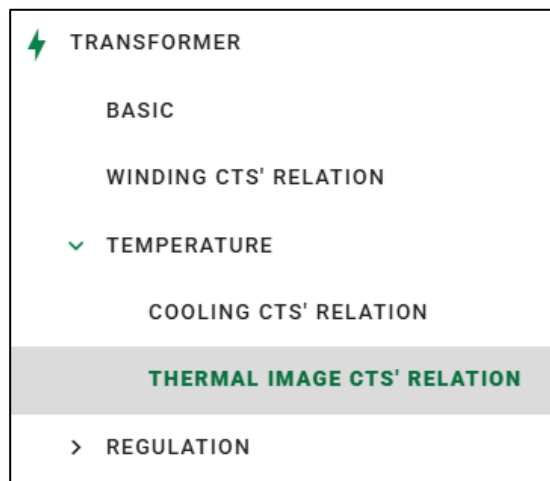 TRANSFORMER
BASIC
WINDING CTS' RELATION
TEMPERATURE
COOLING CTS' RELATION
THERMAL IMAGE CTS' RELATION
REGULATION